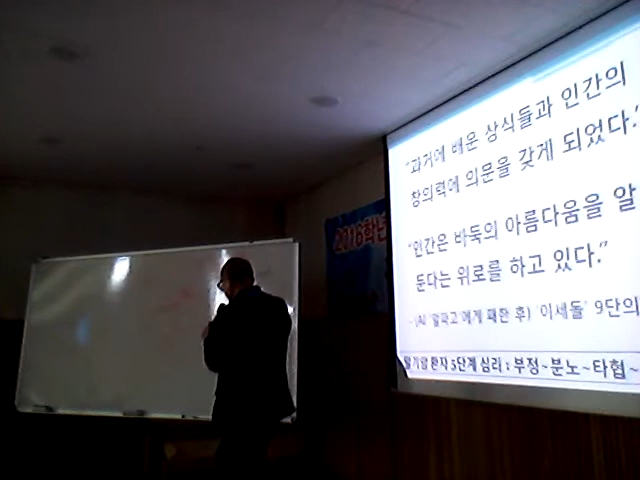 "과거에 배운 상식들과 인간의
창의력에 의문을 갖게 되었다."
"인간은 바둑의 아름다움을 알
둔다는 위로를 하고 있다."
- (AI '알파고'에게 패한 후) '이세돌' 9단의
말기암 환자 5단계 심리 : 부정~분노~타협~
2016학년